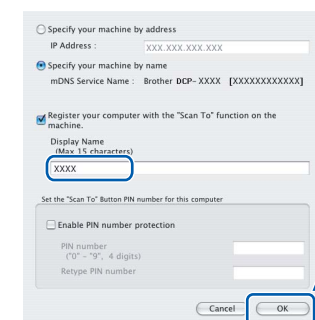 Specify your machine by address
IP Address : XXX.XXX.XXX.XXX
Specify your machine by name
mDNS Service Name : Brother DCP-XXXX [XXXXXXXXXXXX]
Register your computer with the "Scan To" function on the
machine.
Display Name
(Max 15 characters)
XXXX
Set the "Scan To" Button PIN number for this computer
Enable PIN number protection
PIN number
("0" - "9", 4 digits)
Retype PIN number
Cancel OK